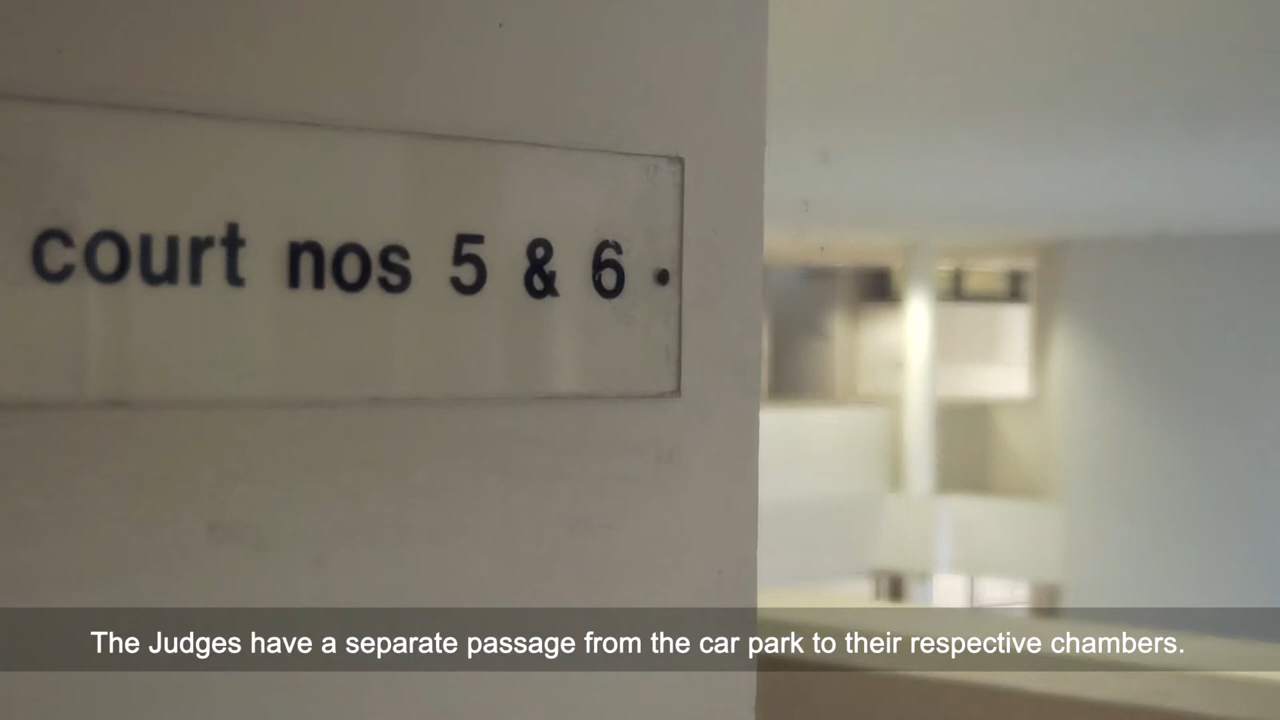 court nos 5 & 6
The Judges have a separate passage from the car park to their respective chambers.